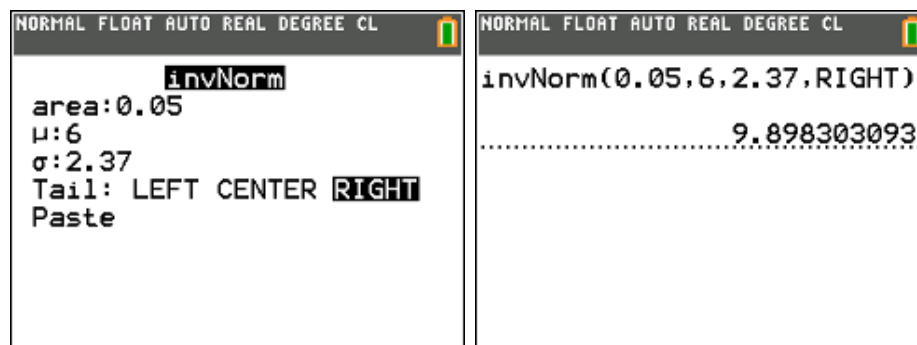 NORMAL FLOAT AUTO REAL DEGREE CL
invNorm
area:0.05
μ:6
σ:2.37
Tail: LEFT CENTER RIGHT
Paste
NORMAL FLOAT AUTO REAL DEGREE CL
invNorm(0.05,6,2.37,RIGHT)
9.898303093